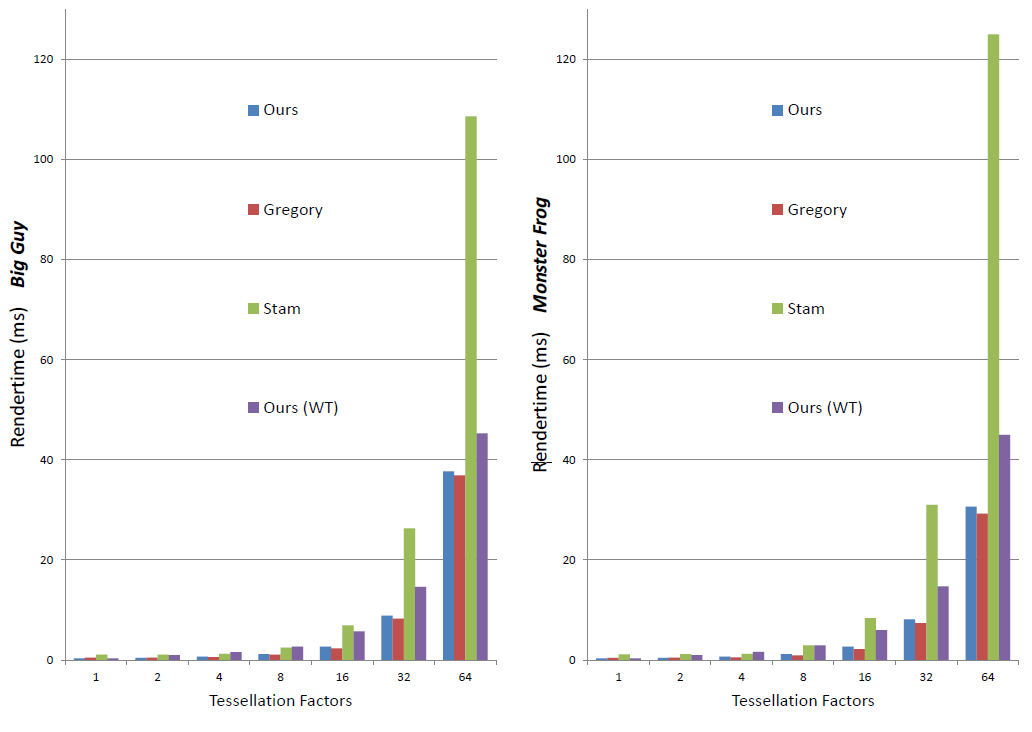 120
100
80
60
40
20
0
Rendertime (ms) Big Guy
Ours
Gregory
Stam
Ours (WT)
1 2 4 8 16 32 64
Tessellation Factors
120
100
80
60
40
20
0
Rendertime (ms) Monster Frog
Ours
Gregory
Stam
Ours (WT)
1 2 4 8 16 32 64
Tessellation Factors